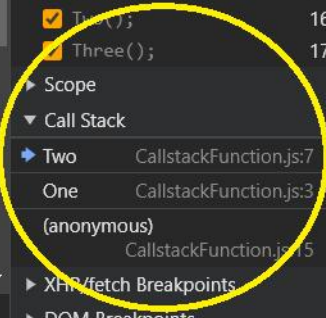 Two(); 16
Three(); 17
Scope
Call Stack
Two CallstackFunction.js:7
One CallstackFunction.js:3
(anonymous)
CallstackFunction.js:15
XHR/fetch Breakpoints
DOM Breakpoints